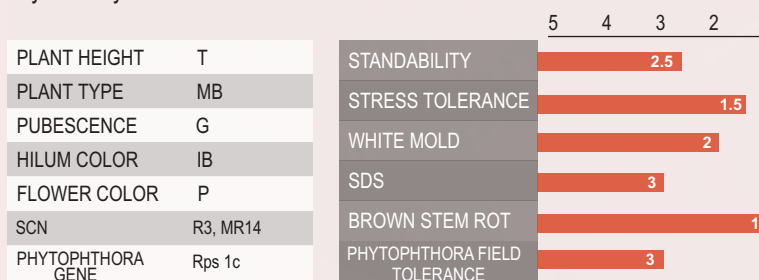 5 4 3 2
PLANT HEIGHT T
PLANT TYPE MB
PUBESCENCE G
HILUM COLOR IB
FLOWER COLOR P
SCN R3, MR14
PHYTOPHTHORA
GENE Rps 1c
STANDABILITY 2.5
STRESS TOLERANCE 1.5
WHITE MOLD 2
SDS 3
BROWN STEM ROT 1
PHYTOPHTHORA FIELD
TOLERANCE 3